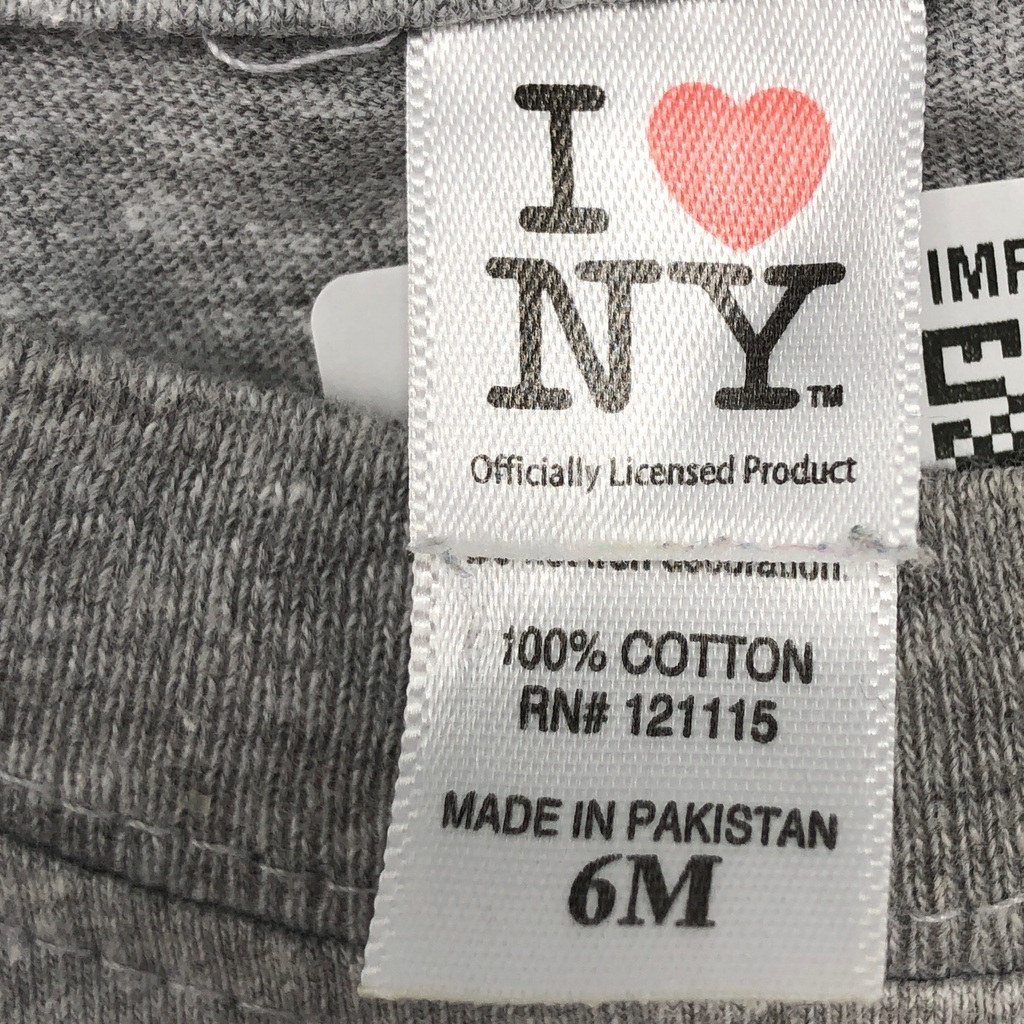 I ❤ NY™
Officially Licensed Product
100% COTTON
RN# 121115
MADE IN PAKISTAN
6M